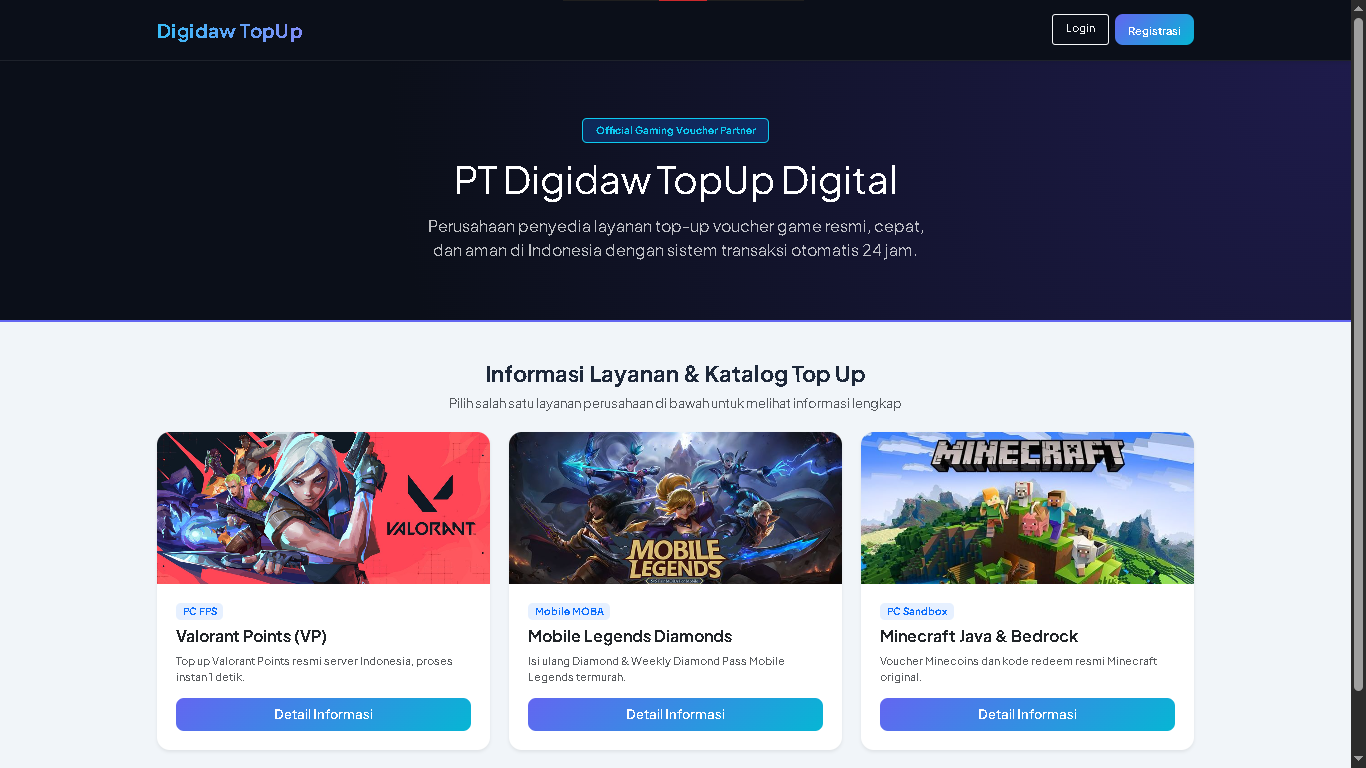 Digidaw TopUp
Login
Registrasi
Official Gaming Voucher Partner
PT Digidaw TopUp Digital
Perusahaan penyedia layanan top-up voucher game resmi, cepat,
dan aman di Indonesia dengan sistem transaksi otomatis 24 jam.
Informasi Layanan & Katalog Top Up
Pilih salah satu layanan perusahaan di bawah untuk melihat informasi lengkap
VALORANT
MOBILE
LEGENDS
MINECRAFT
PC FPS
Valorant Points (VP)
Top up Valorant Points resmi server Indonesia, proses
instan 1 detik.
Detail Informasi
Mobile MOBA
Mobile Legends Diamonds
Isi ulang Diamond & Weekly Diamond Pass Mobile
Legends termurah.
Detail Informasi
PC Sandbox
Minecraft Java & Bedrock
Voucher Minecoins dan kode redeem resmi Minecraft
original.
Detail Informasi